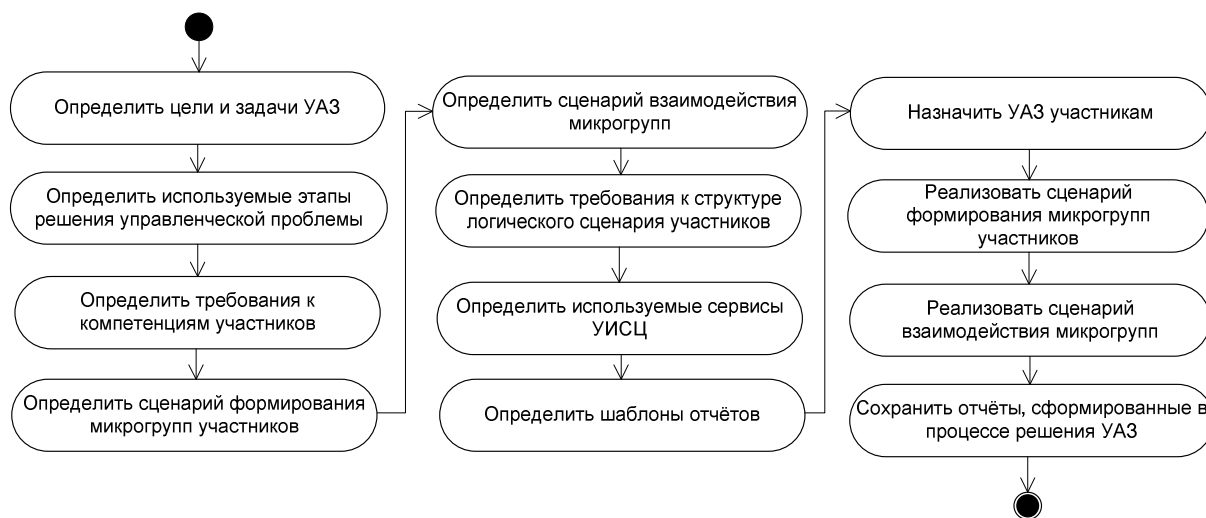 Определить цели и задачи УАЗ
Определить используемые этапы
решения управленческой проблемы
Определить требования к
компетенциям участников
Определить сценарий формирования
микрогрупп участников
Определить сценарий взаимодействия
микрогрупп
Определить требования к структуре
логического сценария участников
Определить используемые сервисы
УИСЦ
Определить шаблоны отчётов
Назначить УАЗ участникам
Реализовать сценарий
формирования микрогрупп
участников
Реализовать сценарий
взаимодействия микрогрупп
Сохранить отчёты, сформированные в
процессе решения УАЗ